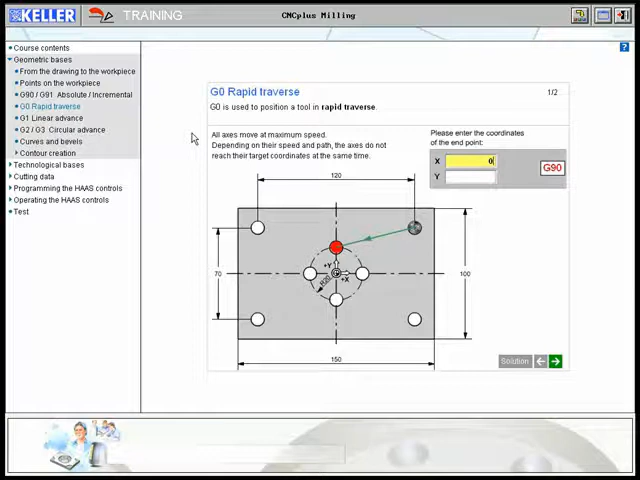 KELLER
TRAINING
CNCplus Milling
Course contents
Geometric bases
From the drawing to the workpiece
Points on the workpiece
G90 / G91 Absolute / Incremental
G0 Rapid traverse
G1 Linear advance
G2 / G3 Circular advance
Curves and bevels
Contour creation
Technological bases
Cutting data
Programming the HAAS controls
Operating the HAAS controls
Test
?
G0 Rapid traverse
1/2
G0 is used to position a tool in rapid traverse.
All axes move at maximum speed.
Depending on their speed and path, the axes do not
reach their target coordinates at the same time.
Please enter the coordinates
of the end point:
X 0
Y
G90
120
+Y
+X
R20
70
100
150
Solution